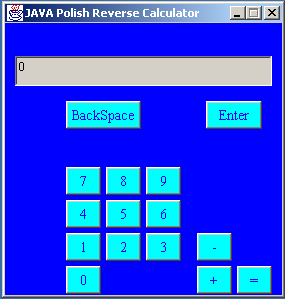 JAVA Polish Reverse Calculator
0
BackSpace Enter
7 8 9
4 5 6
1 2 3 -
0 + =